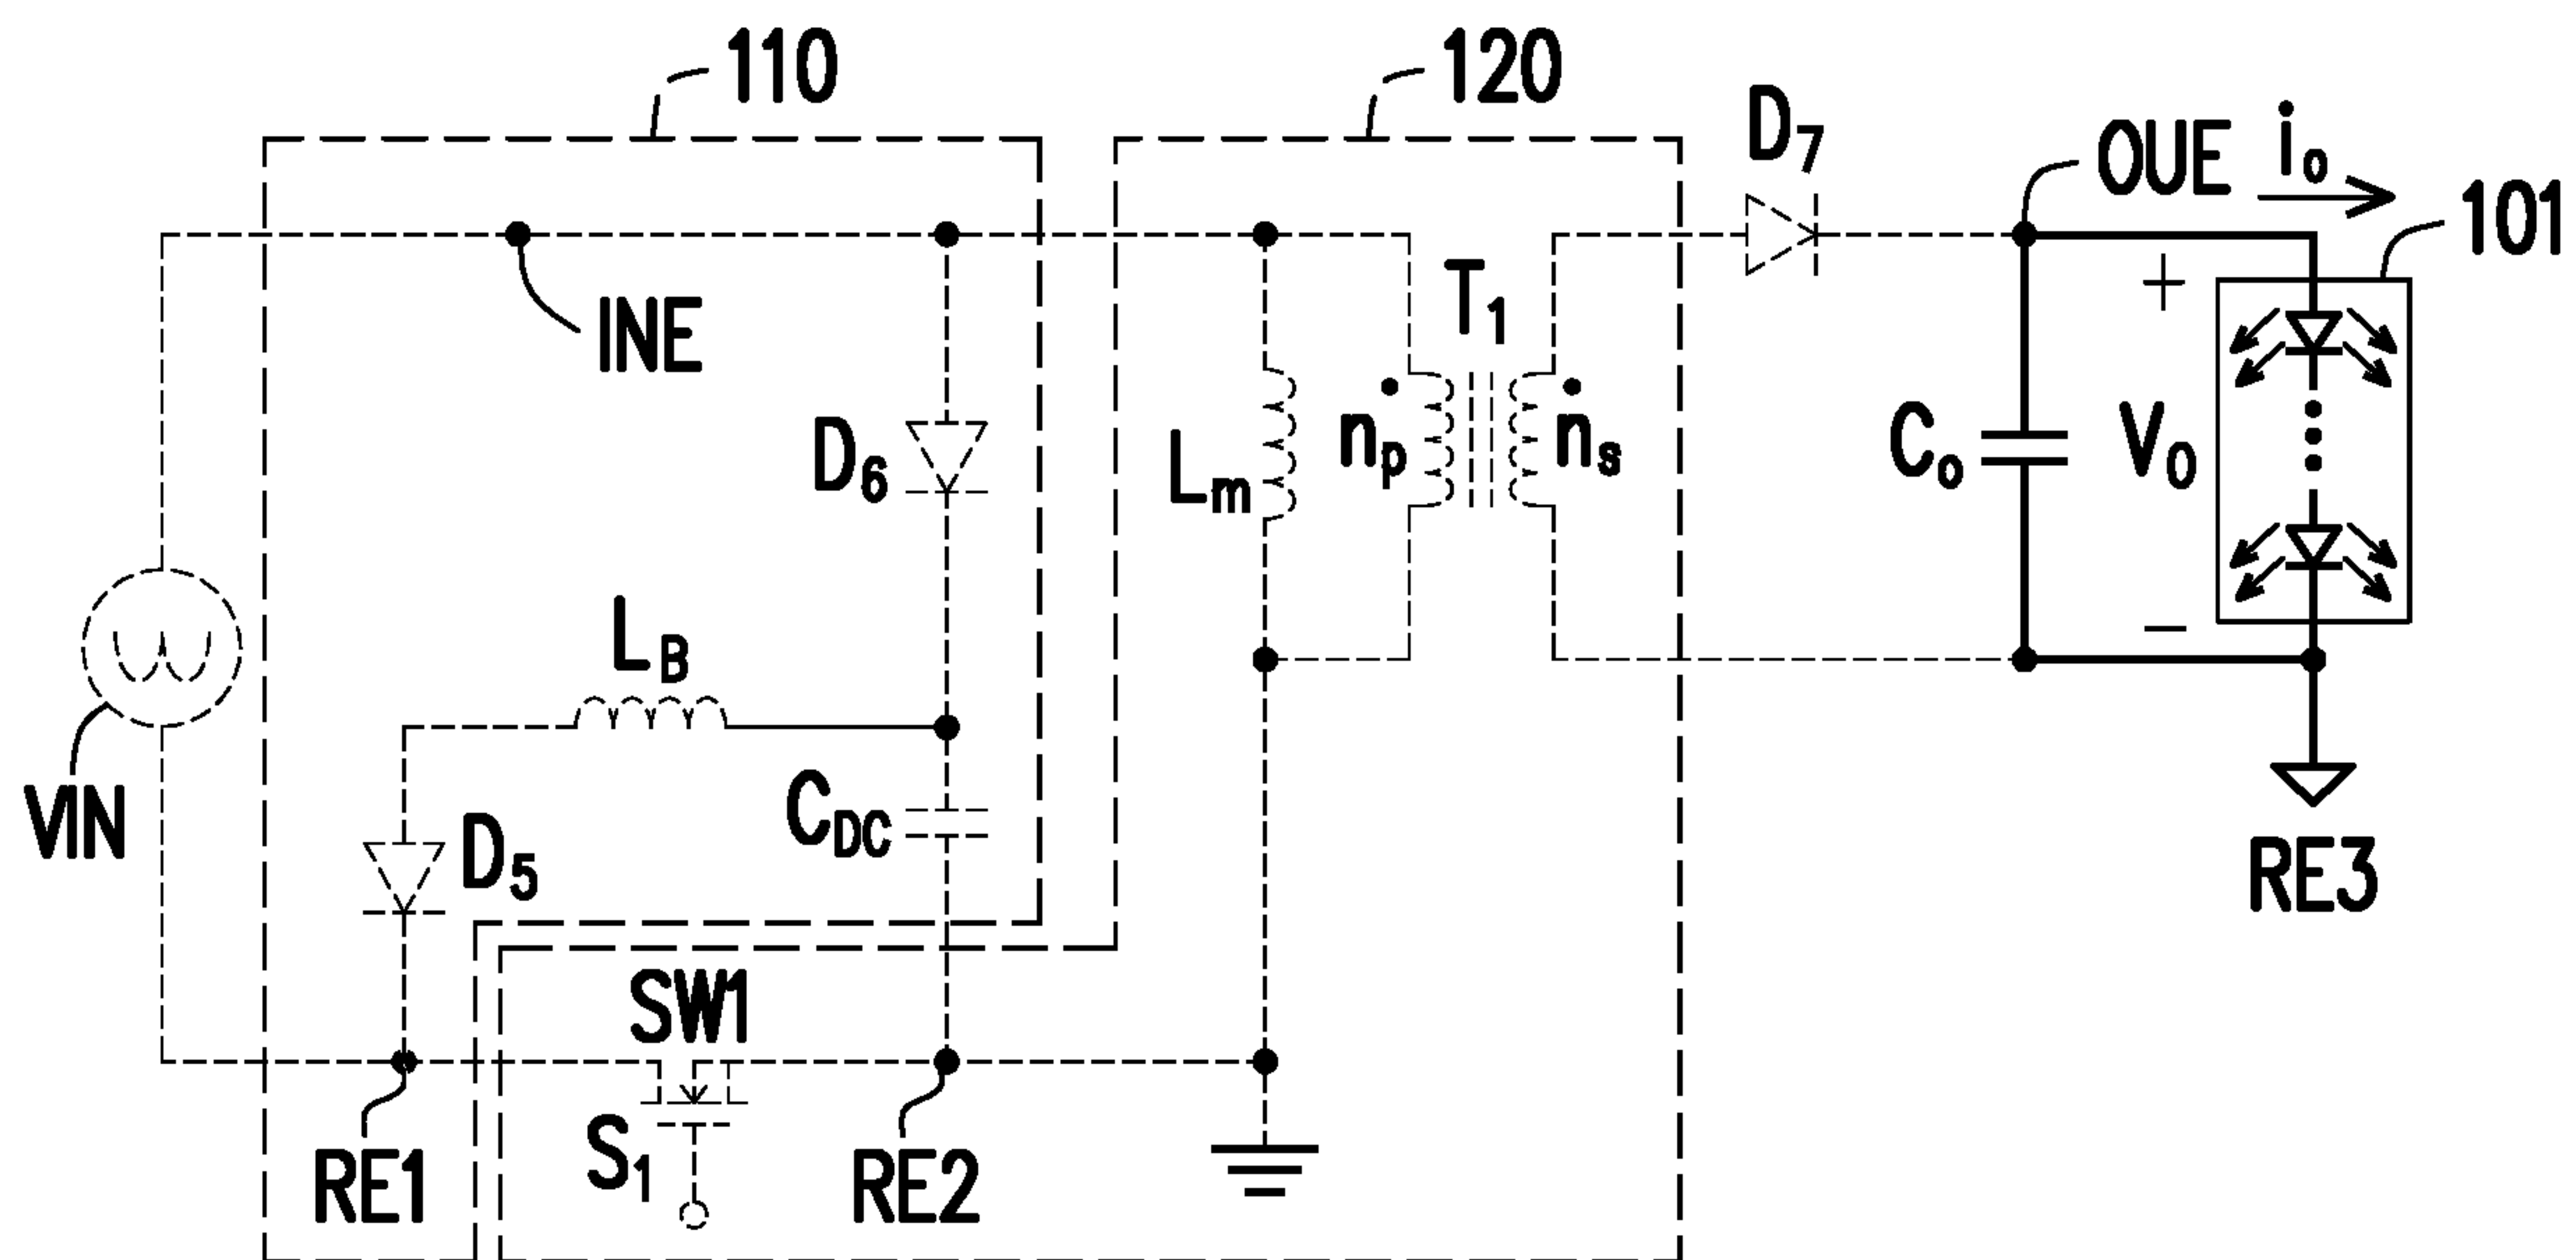 110
120
D7
OUE
io
101
INE
T1
+
D6
Lm
np
ns
Co
Vo
LB
−
VIN
D5
CDC
RE3
SW1
S1
RE1
RE2